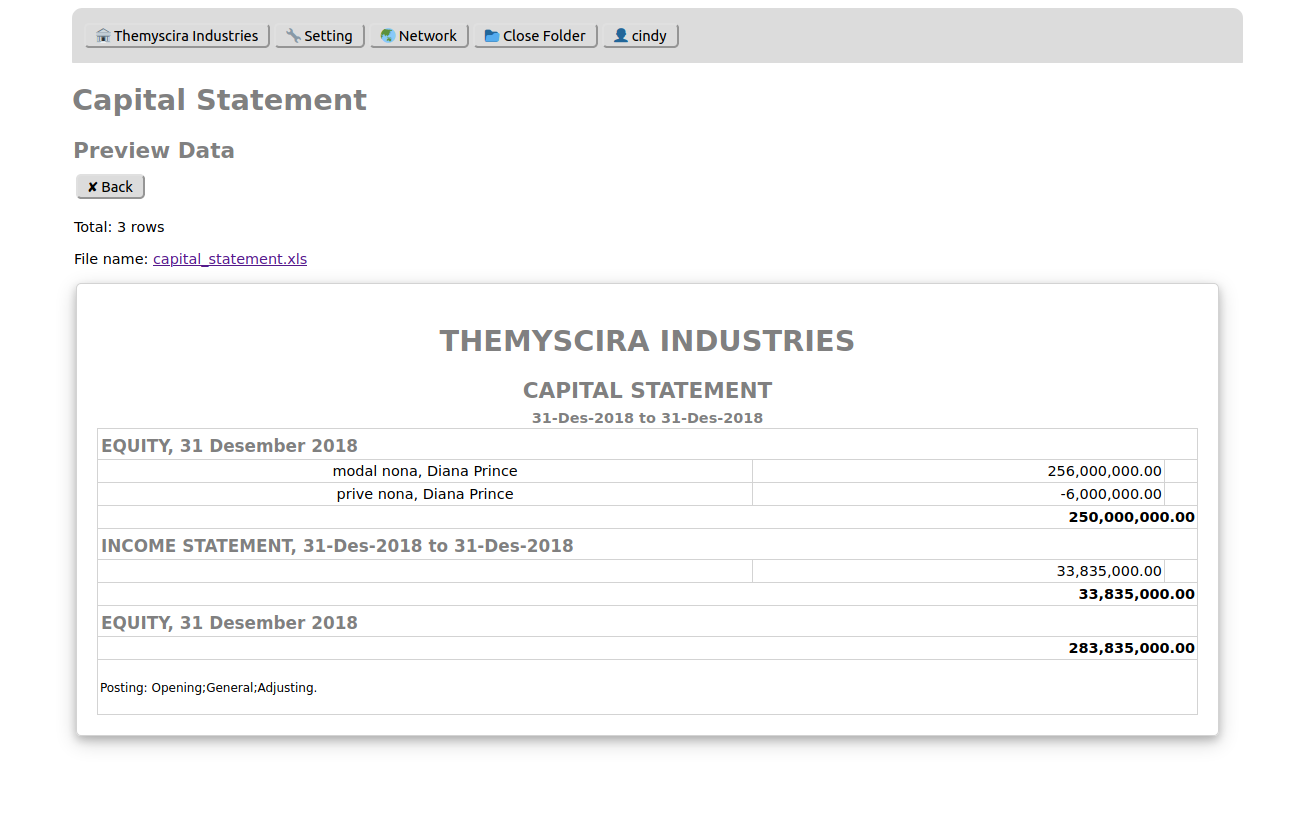 Themyscira Industries Setting Network Close Folder cindy
Capital Statement
Preview Data
✘ Back
Total: 3 rows
File name: capital_statement.xls
THEMYSCIRA INDUSTRIES
CAPITAL STATEMENT
31-Des-2018 to 31-Des-2018
EQUITY, 31 Desember 2018
modal nona, Diana Prince 256,000,000.00
prive nona, Diana Prince -6,000,000.00
250,000,000.00
INCOME STATEMENT, 31-Des-2018 to 31-Des-2018
33,835,000.00
33,835,000.00
EQUITY, 31 Desember 2018
283,835,000.00
Posting: Opening;General;Adjusting.